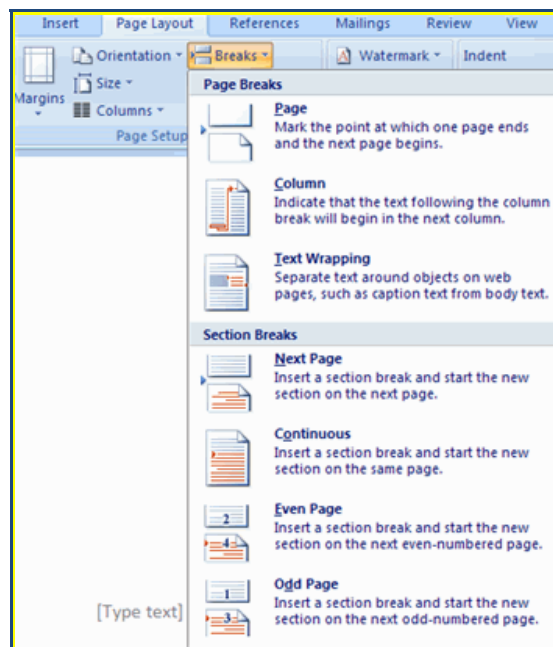 Insert Page Layout References Mailings Review View
Orientation Breaks Watermark Indent
Size
Margins
Columns
Page Setup
Page Breaks
Page
Mark the point at which one page ends
and the next page begins.
Column
Indicate that the text following the column
break will begin in the next column.
Text Wrapping
Separate text around objects on web
pages, such as caption text from body text.
Section Breaks
Next Page
Insert a section break and start the new
section on the next page.
Continuous
Insert a section break and start the new
section on the same page.
Even Page
2
4
Insert a section break and start the new
section on the next even-numbered page.
Odd Page
1
3
Insert a section break and start the new
section on the next odd-numbered page.
[Type text]